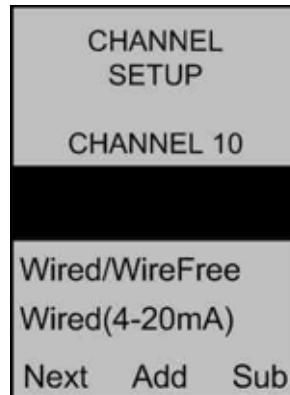 CHANNEL
SETUP
CHANNEL 10
Wired/WireFree
Wired(4-20mA)
Next Add Sub